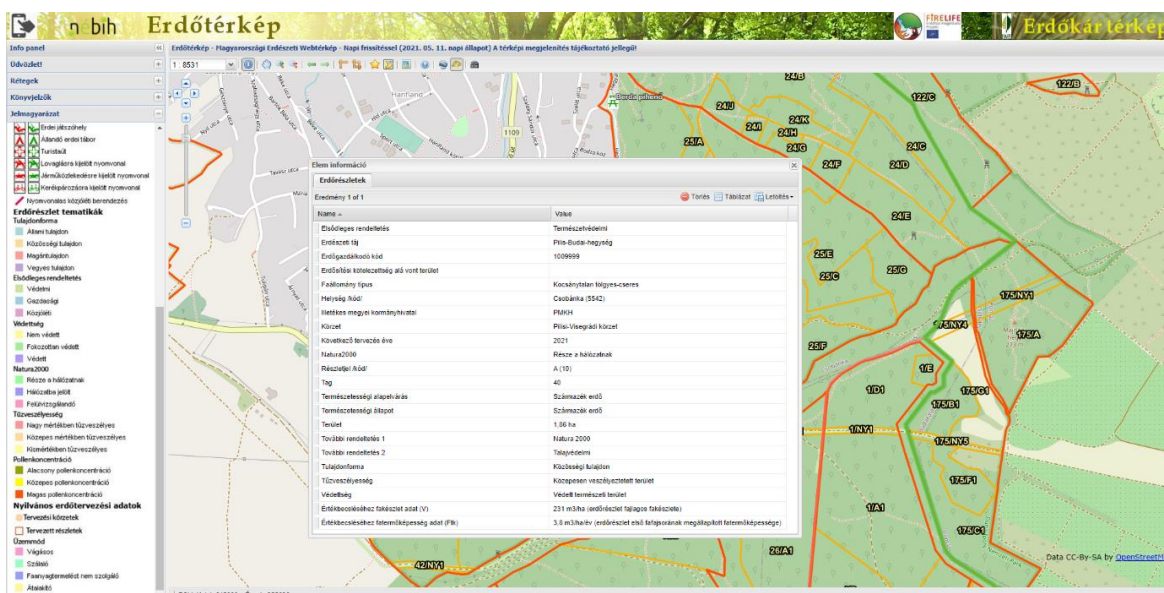 nebih Erdőtérkép
FIRELIFE
Erdőkártérkép
Info panel
Erdőtérkép - Magyarországi Erdészeti Webtérkép - Napi frissítéssel (2021. 05. 11. napi állapot) A térképi megjelenítés tájékoztató jellegű!
Üdvözlet!
1 : 8531
Rétegek
Könyvjelzők
Jelmagyarázat
Erdei játszóhely
Állandó erdei tábor
Turistaút
Lovaglásra kijelölt nyomvonal
Járműközlekedésre kijelölt nyomvonal
Kerékpározásra kijelölt nyomvonal
Nyomvonalas közjóléti berendezés
Erdőrészlet tematikák
Tulajdonforma
Állami tulajdon
Közösségi tulajdon
Magántulajdon
Vegyes tulajdon
Elsődleges rendeltetés
Védelmi
Gazdasági
Közjóléti
Védettség
Nem védett
Fokozottan védett
Védett
Natura2000
Része a hálózatnak
Hálózatba jelölt
Felülvizsgálandó
Tűzveszélyesség
Nagy mértékben tűzveszélyes
Közepes mértékben tűzveszélyes
Kismértékben tűzveszélyes
Pollenkoncentráció
Alacsony pollenkoncentráció
Közepes pollenkoncentráció
Magas pollenkoncentráció
Nyilvános erdőtervezési adatok
Tervezési körzetek
Tervezett részletek
Üzemmód
Vágásos
Szálaló
Faanyagtermelést nem szolgáló
Átalakító
Elem információ
Erdőrészletek
Eredmény 1 of 1
Törlés Táblázat Letöltés
Name Value
Elsődleges rendeltetés Természetvédelmi
Erdészeti táj Pilis-Budai-hegység
Erdőgazdálkodó kód 1009999
Erdősítési kötelezettség alá vont terület
Faállomány típus Kocsánytalan tölgyes-cseres
Helység /kód/ Csobánka (5542)
Illetékes megyei kormányhivatal PMKH
Körzet Pilisi-Visegrádi körzet
Következő tervezés éve 2021
Natura2000 Része a hálózatnak
Részletjel /kód/ A (10)
Tag 40
Természetességi alapelvárás Származék erdő
Természetességi állapot Származék erdő
Terület 1,86 ha
További rendeltetés 1 Natura 2000
További rendeltetés 2 Talajvédelmi
Tulajdonforma Közösségi tulajdon
Tűzveszélyesség Közepesen veszélyeztetett terület
Védettség Védett természeti terület
Értékbecsléséhez fakészlet adat (V) 231 m3/ha (erdőrészlet fajlagos fakészlete)
Értékbecsléséhez fatermőképesség adat (Ftk) 3,8 m3/ha/év (erdőrészlet első fafajsorának megállapított fatermőképessége)
Hanfland
1109
24/B
122/B
122/C
24/J
24/K
24/I
24/H
25/A
24/G
24/C
24/F
24/D
24/E
25/E
25/G
25/C
175/NY1
175/NY4
175/A
25/F
1/E
1/D1
175/G1
175/B1
1/NY1
175/NY5
175/F1
1/A1
175/C1
26/A1
42/NY1
Data CC-By-SA by OpenStreetM